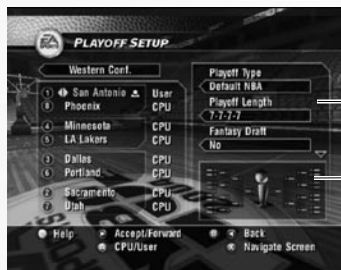 EA SPORTS
PLAYOFF SETUP
Western Conf.
1 San Antonio User
8 Phoenix CPU
4 Minnesota CPU
5 LA Lakers CPU
3 Dallas CPU
6 Portland CPU
2 Sacramento CPU
7 Utah CPU
Playoff Type
Default NBA
Playoff Length
7-7-7-7
Fantasy Draft
No
Help Accept/Forward Back
CPU/User Navigate Screen